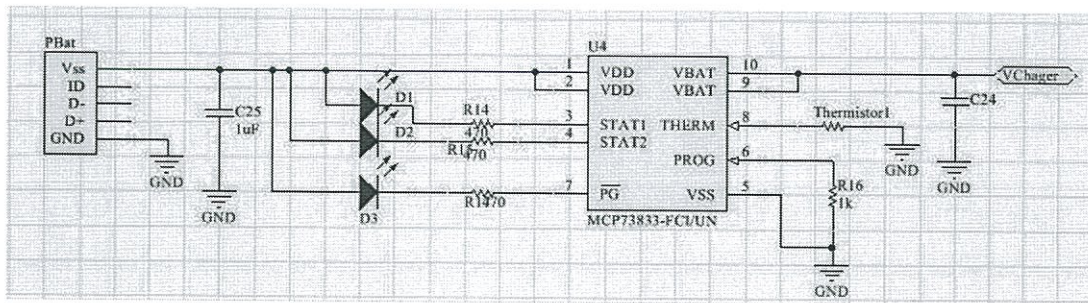 PBat
Vss
ID
D-
D+
GND
GND
C25
1uF
GND
D1
D2
D3
R14
470
R15
470
R1470
U4
1 VDD VBAT 10
2 VDD VBAT 9
3 STAT1 THERM 8
4 STAT2
PROG 6
7 PG VSS 5
MCP73833-FCI/UN
Thermistor1
GND
R16
1k
GND
C24
GND
VChager